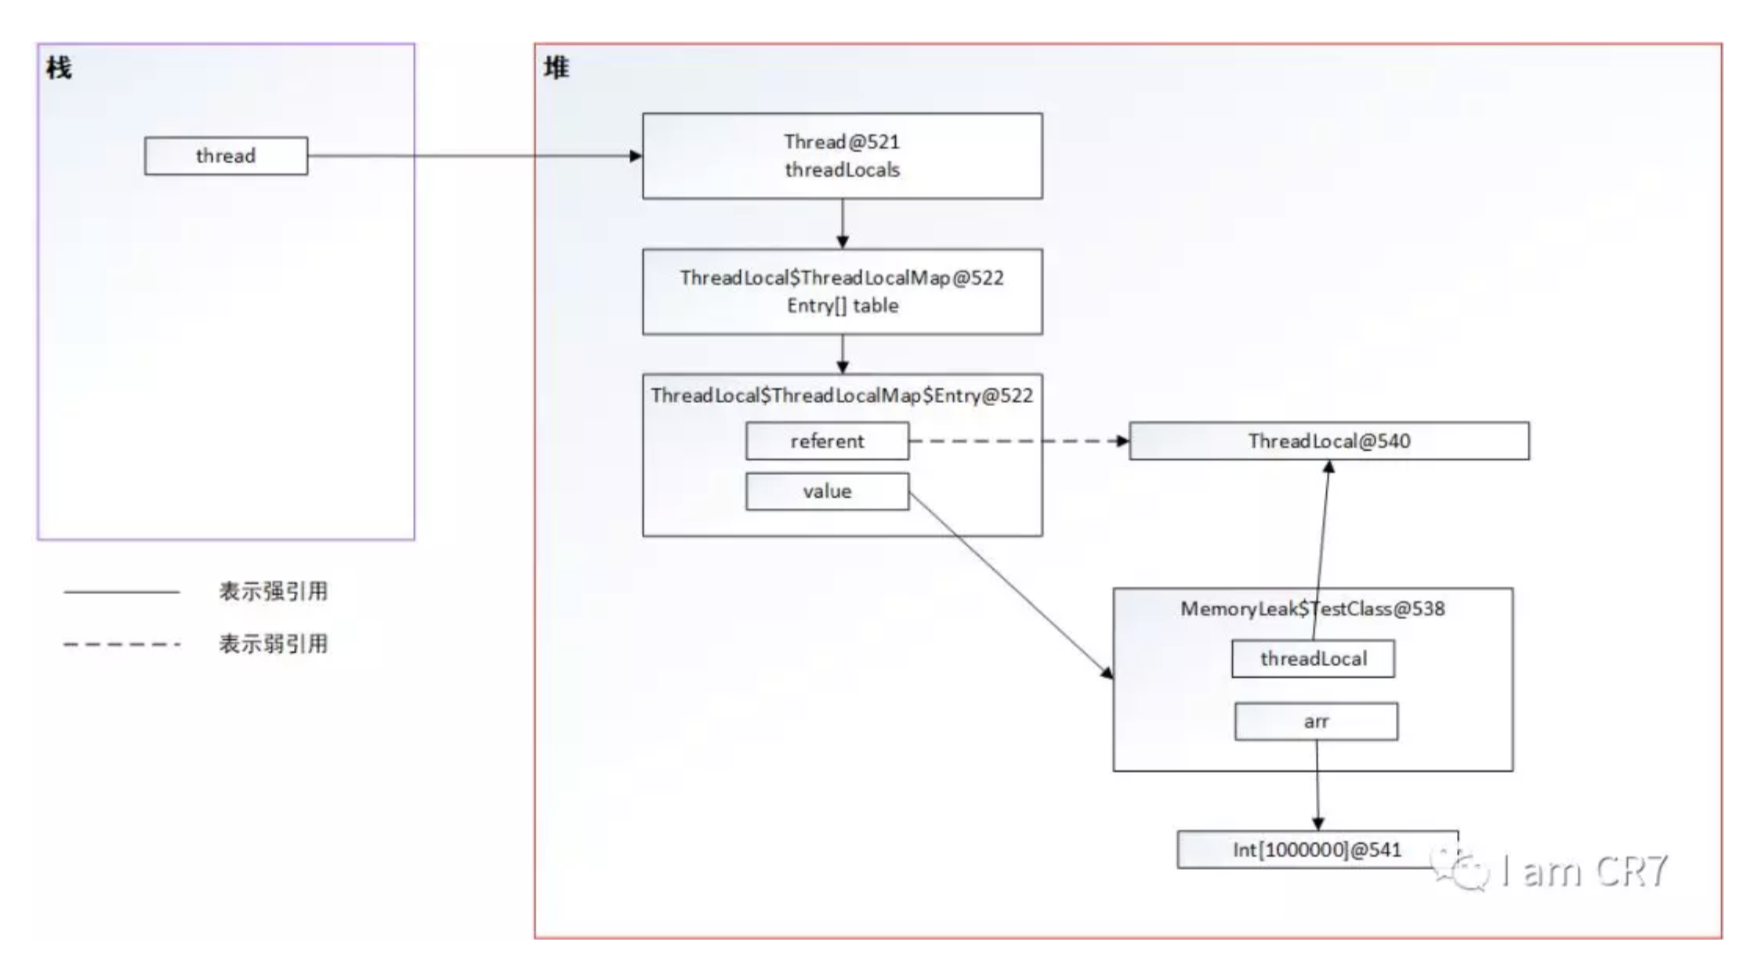 栈
thread
堆
Thread@521
threadLocals
ThreadLocal$ThreadLocalMap@522
Entry[] table
ThreadLocal$ThreadLocalMap$Entry@522
referent
value
ThreadLocal@540
MemoryLeak$TestClass@538
threadLocal
arr
Int[1000000]@541
表示强引用
表示弱引用
I am CR7